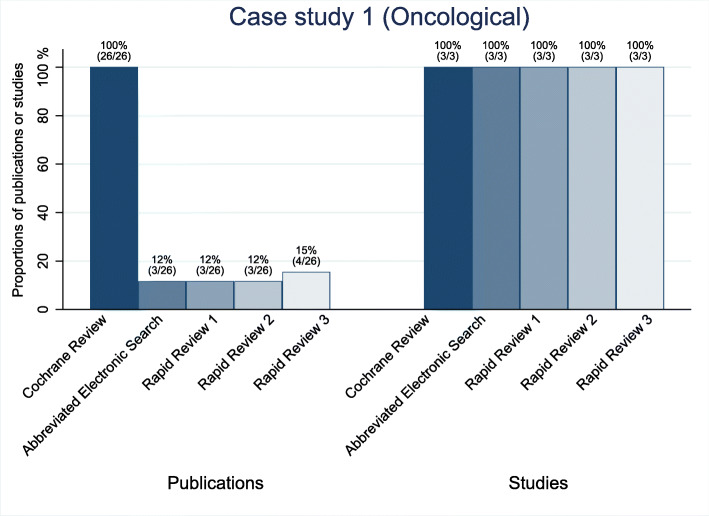 Case study 1 (Oncological)
Proportions of publications or studies
100 %
80
60
40
20
0
100%
(26/26)
12%
(3/26)
12%
(3/26)
12%
(3/26)
15%
(4/26)
100%
(3/3)
100%
(3/3)
100%
(3/3)
100%
(3/3)
100%
(3/3)
Cochrane Review
Abbreviated Electronic Search
Rapid Review 1
Rapid Review 2
Rapid Review 3
Cochrane Review
Abbreviated Electronic Search
Rapid Review 1
Rapid Review 2
Rapid Review 3
Publications
Studies